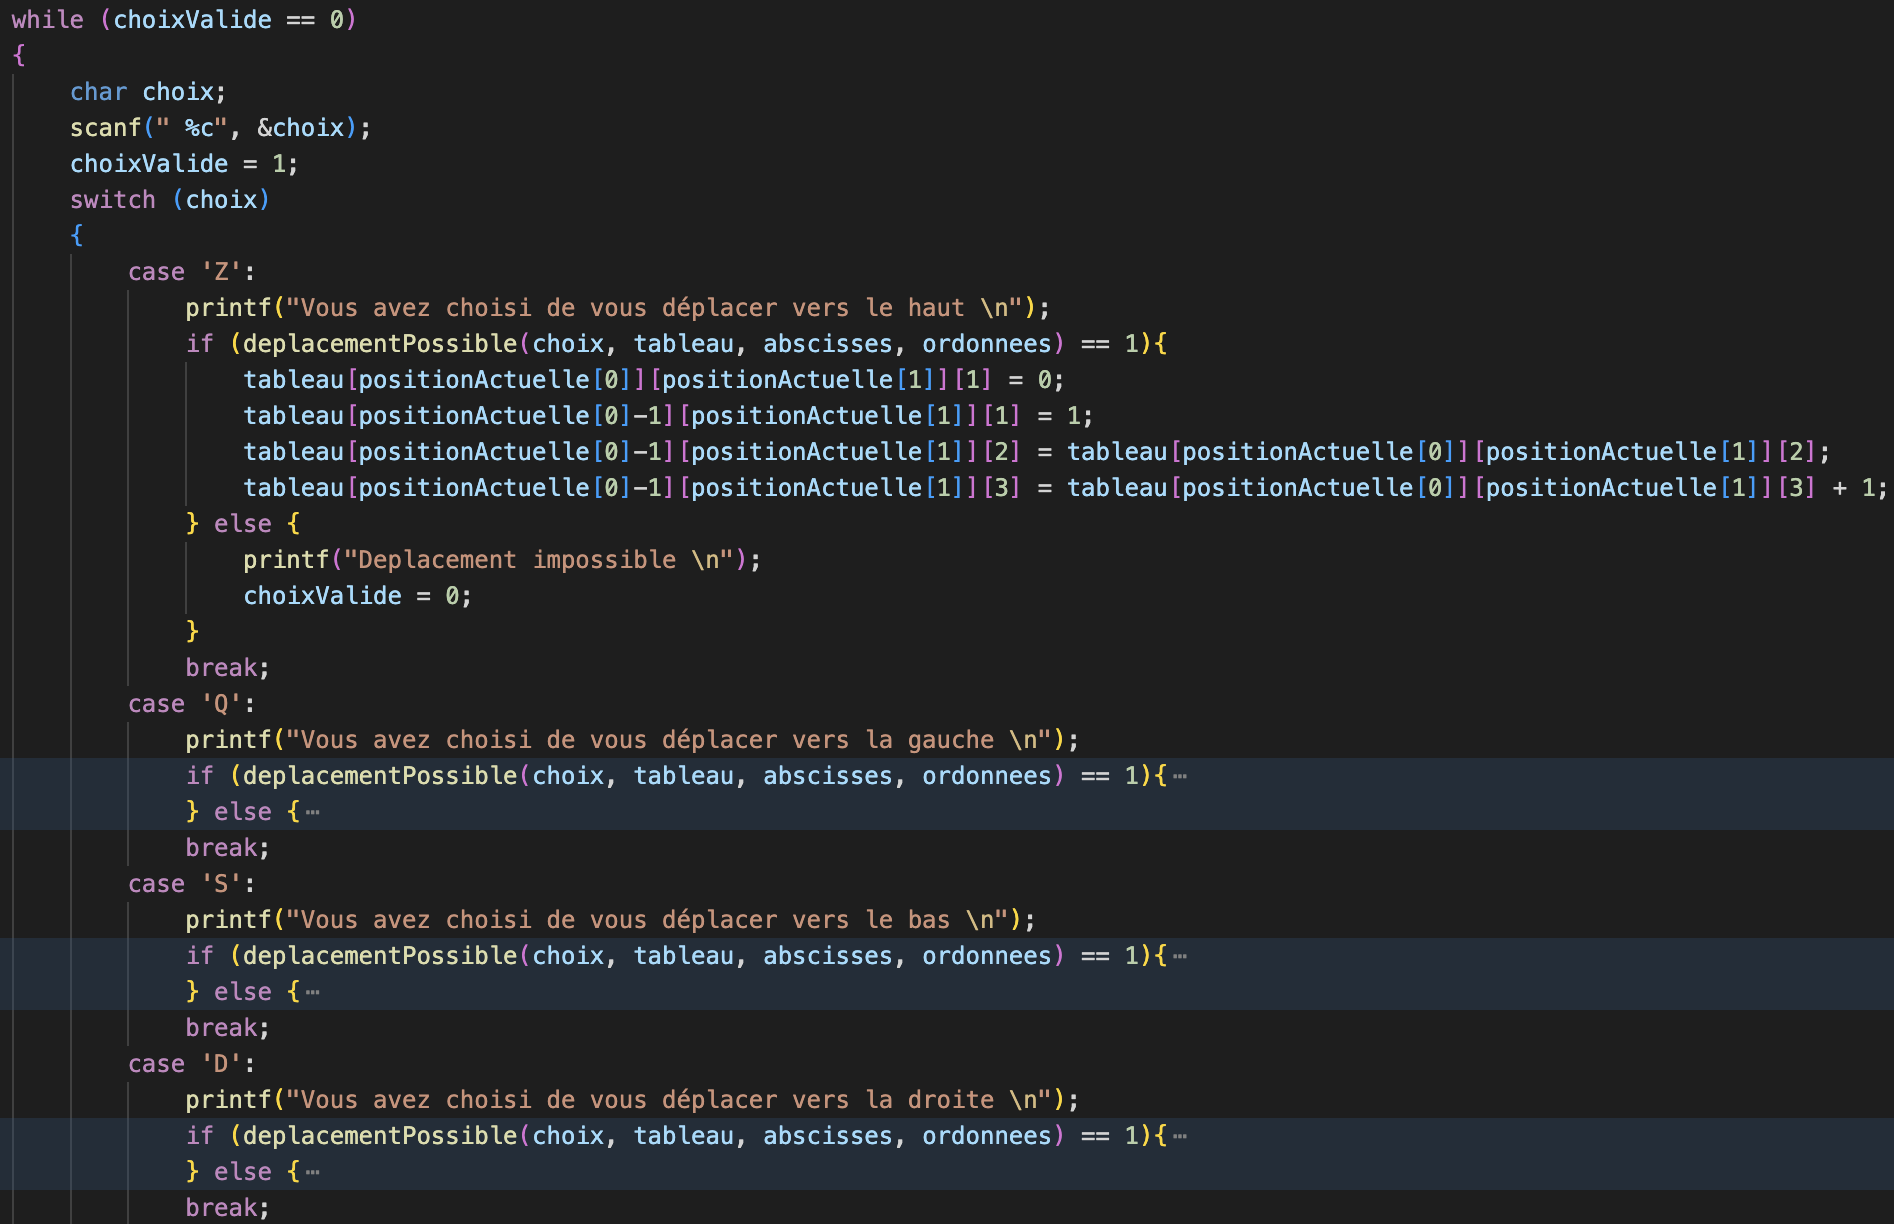 while (choixValide == 0)
{
    char choix;
    scanf(" %c", &choix);
    choixValide = 1;
    switch (choix)
    {
        case 'Z':
            printf("Vous avez choisi de vous déplacer vers le haut \n");
            if (deplacementPossible(choix, tableau, abscisses, ordonnees) == 1){
                tableau[positionActuelle[0]][positionActuelle[1]][1] = 0;
                tableau[positionActuelle[0]-1][positionActuelle[1]][1] = 1;
                tableau[positionActuelle[0]-1][positionActuelle[1]][2] = tableau[positionActuelle[0]][positionActuelle[1]][2];
                tableau[positionActuelle[0]-1][positionActuelle[1]][3] = tableau[positionActuelle[0]][positionActuelle[1]][3] + 1;
            } else {
                printf("Deplacement impossible \n");
                choixValide = 0;
            }
            break;
        case 'Q':
            printf("Vous avez choisi de vous déplacer vers la gauche \n");
            if (deplacementPossible(choix, tableau, abscisses, ordonnees) == 1){⋯
            } else {⋯
            break;
        case 'S':
            printf("Vous avez choisi de vous déplacer vers le bas \n");
            if (deplacementPossible(choix, tableau, abscisses, ordonnees) == 1){⋯
            } else {⋯
            break;
        case 'D':
            printf("Vous avez choisi de vous déplacer vers la droite \n");
            if (deplacementPossible(choix, tableau, abscisses, ordonnees) == 1){⋯
            } else {⋯
            break;